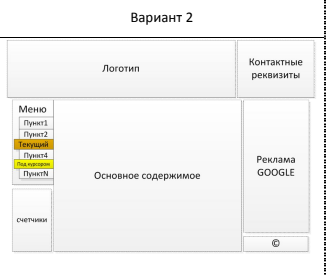 Вариант 2
Логотип
Контактные
реквизиты
Меню
Пункт1
Пункт2
Текущий
Пункт4
Под курсором
ПунктN
счетчики
Основное содержимое
Реклама
GOOGLE
©